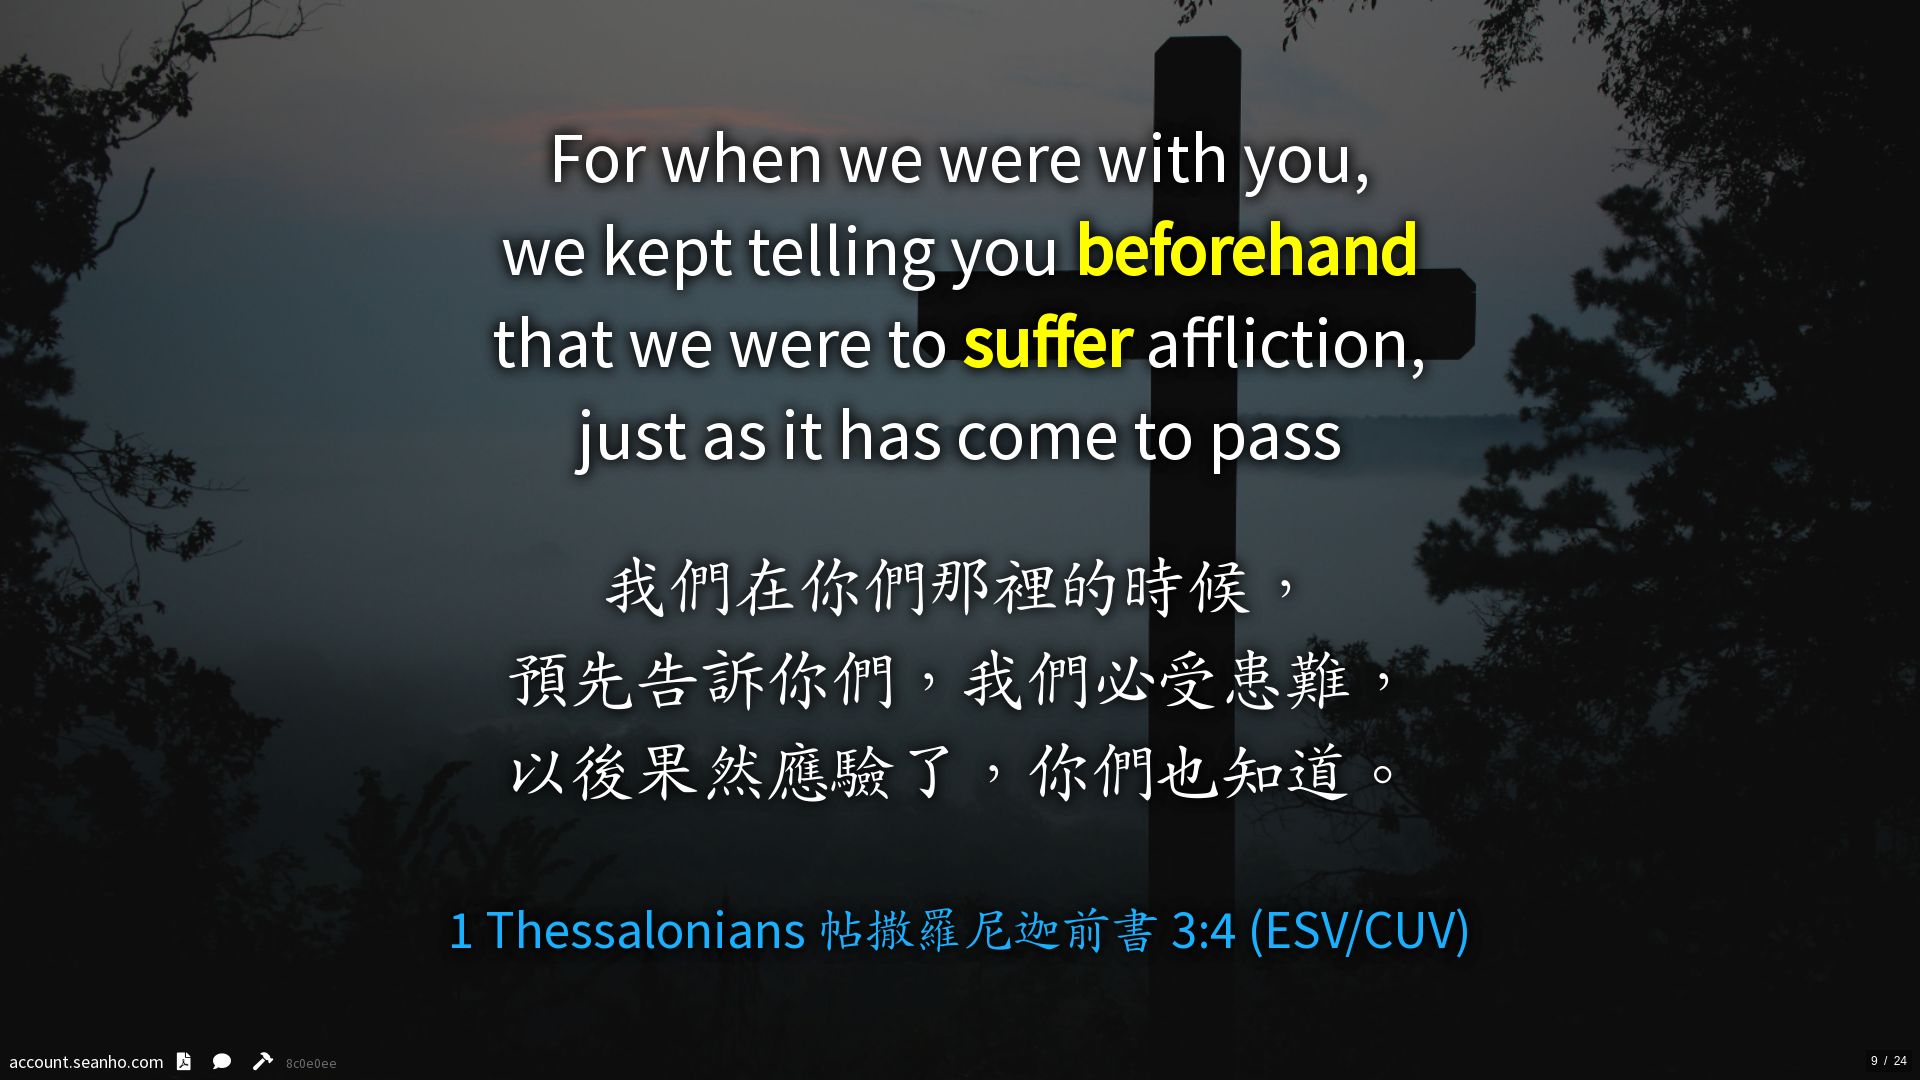 For when we were with you,
we kept telling you beforehand
that we were to suffer affliction,
just as it has come to pass
我們在你們那裡的時候，
預先告訴你們，我們必受患難，
以後果然應驗了，你們也知道。
1 Thessalonians 帖撒羅尼迦前書 3:4 (ESV/CUV)
account.seanho.com 8c0e0ee
9 / 24